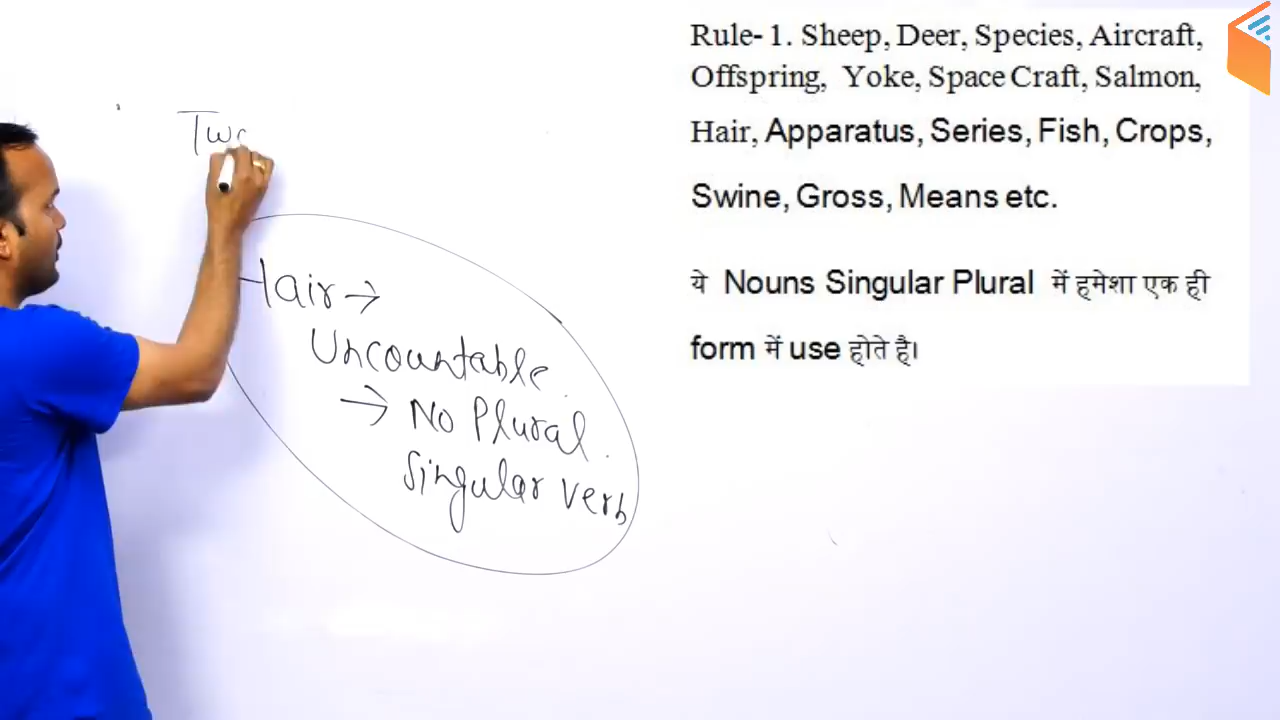 Rule- 1. Sheep, Deer, Species, Aircraft,
Offspring, Yoke, Space Craft, Salmon,
Hair, Apparatus, Series, Fish, Crops,
Swine, Gross, Means etc.
ये Nouns Singular Plural में हमेशा एक ही
form में use होते है।
Two
Hair →
Uncountable
→ No Plural
Singular verb